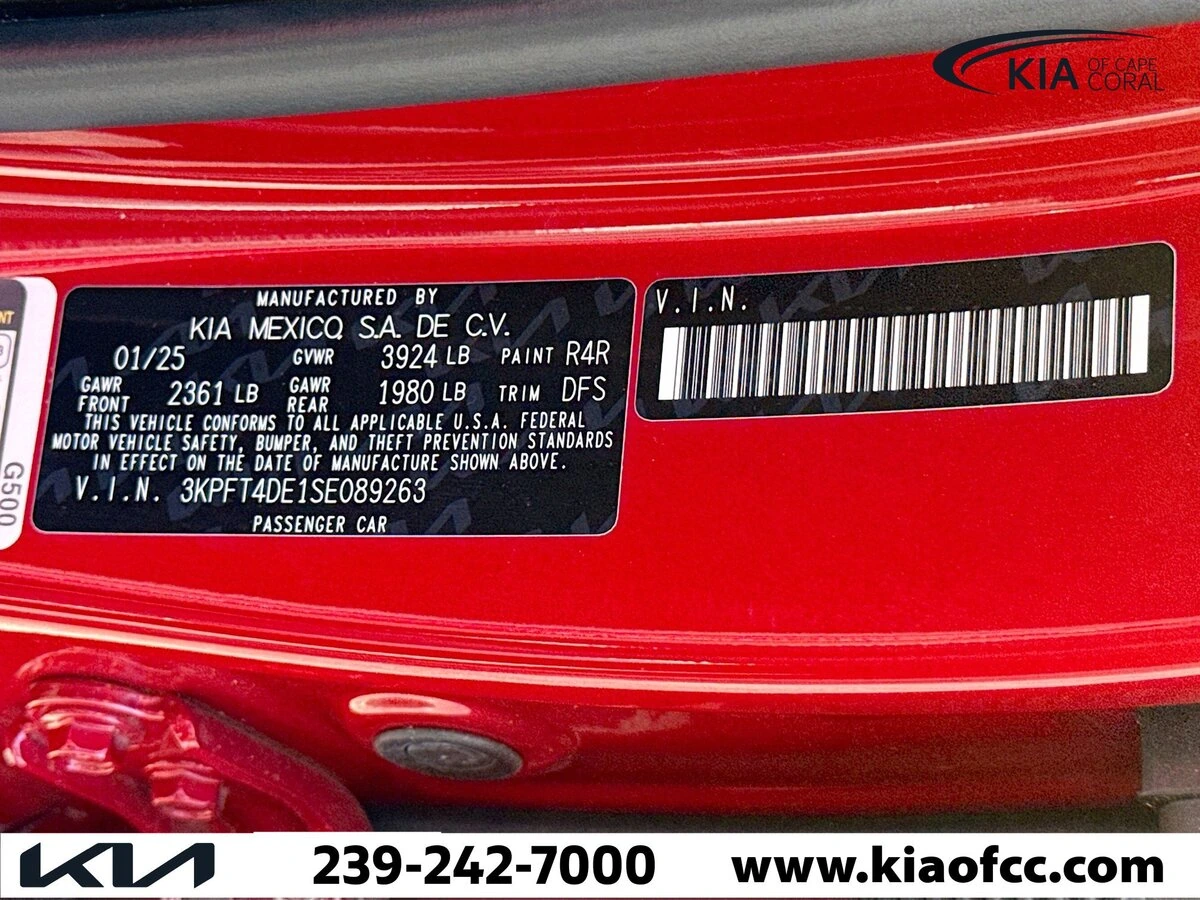 KIA OF CAPE CORAL
MANUFACTURED BY
KIA MEXICO, S.A. DE C.V.
01/25 GVWR 3924 LB PAINT R4R
GAWR FRONT 2361 LB GAWR REAR 1980 LB TRIM DFS
THIS VEHICLE CONFORMS TO ALL APPLICABLE U.S.A. FEDERAL
MOTOR VEHICLE SAFETY, BUMPER, AND THEFT PREVENTION STANDARDS
IN EFFECT ON THE DATE OF MANUFACTURE SHOWN ABOVE.
V.I.N. 3KPFT4DE1SE089263
PASSENGER CAR
V.I.N.
G500
KIA 239-242-7000 www.kiaofcc.com